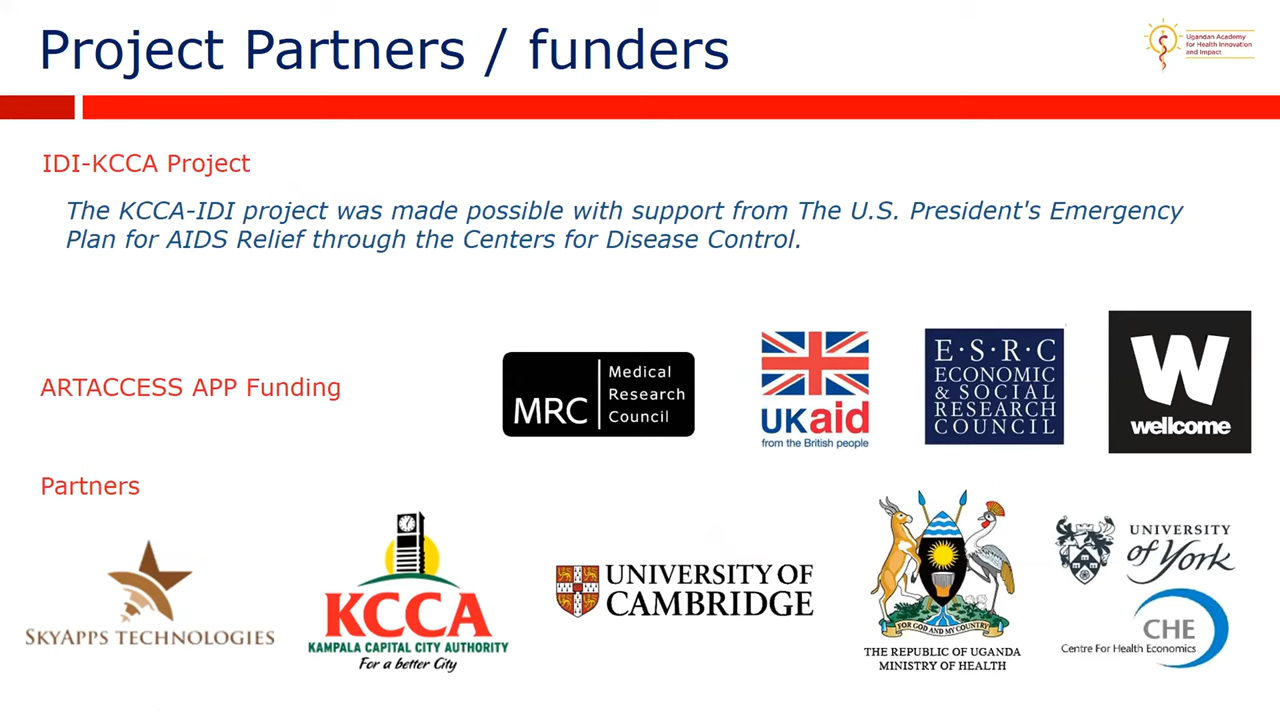 Project Partners / funders
Ugandan Academy
for Health Innovation
and Impact
IDI-KCCA Project
The KCCA-IDI project was made possible with support from The U.S. President's Emergency
Plan for AIDS Relief through the Centers for Disease Control.
ARTACCESS APP Funding
MRC
Medical
Research
Council
UKaid
from the British people
E·S·R·C
ECONOMIC
& SOCIAL
RESEARCH
COUNCIL
W
wellcome
Partners
SKYAPPS TECHNOLOGIES
KCCA
KAMPALA CAPITAL CITY AUTHORITY
For a better City
UNIVERSITY OF
CAMBRIDGE
FOR GOD AND MY COUNTRY
THE REPUBLIC OF UGANDA
MINISTRY OF HEALTH
UNIVERSITY
of York
CHE
Centre For Health Economics